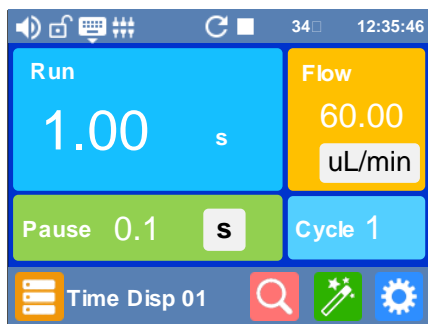 34 12:35:46
Run
1.00 s
Flow
60.00
uL/min
Pause 0.1 s
Cycle 1
Time Disp 01